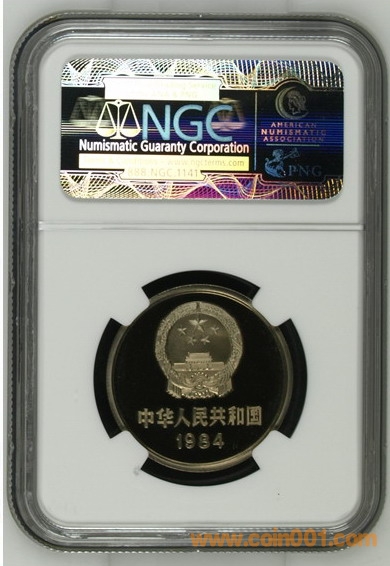 NGC
Numismatic Guaranty Corporation
www.ngccoin.com
888.NGC.1141
AMERICAN
NUMISMATIC
ASSOCIATION
PNG
中华人民共和国
1984
www.coin001.com